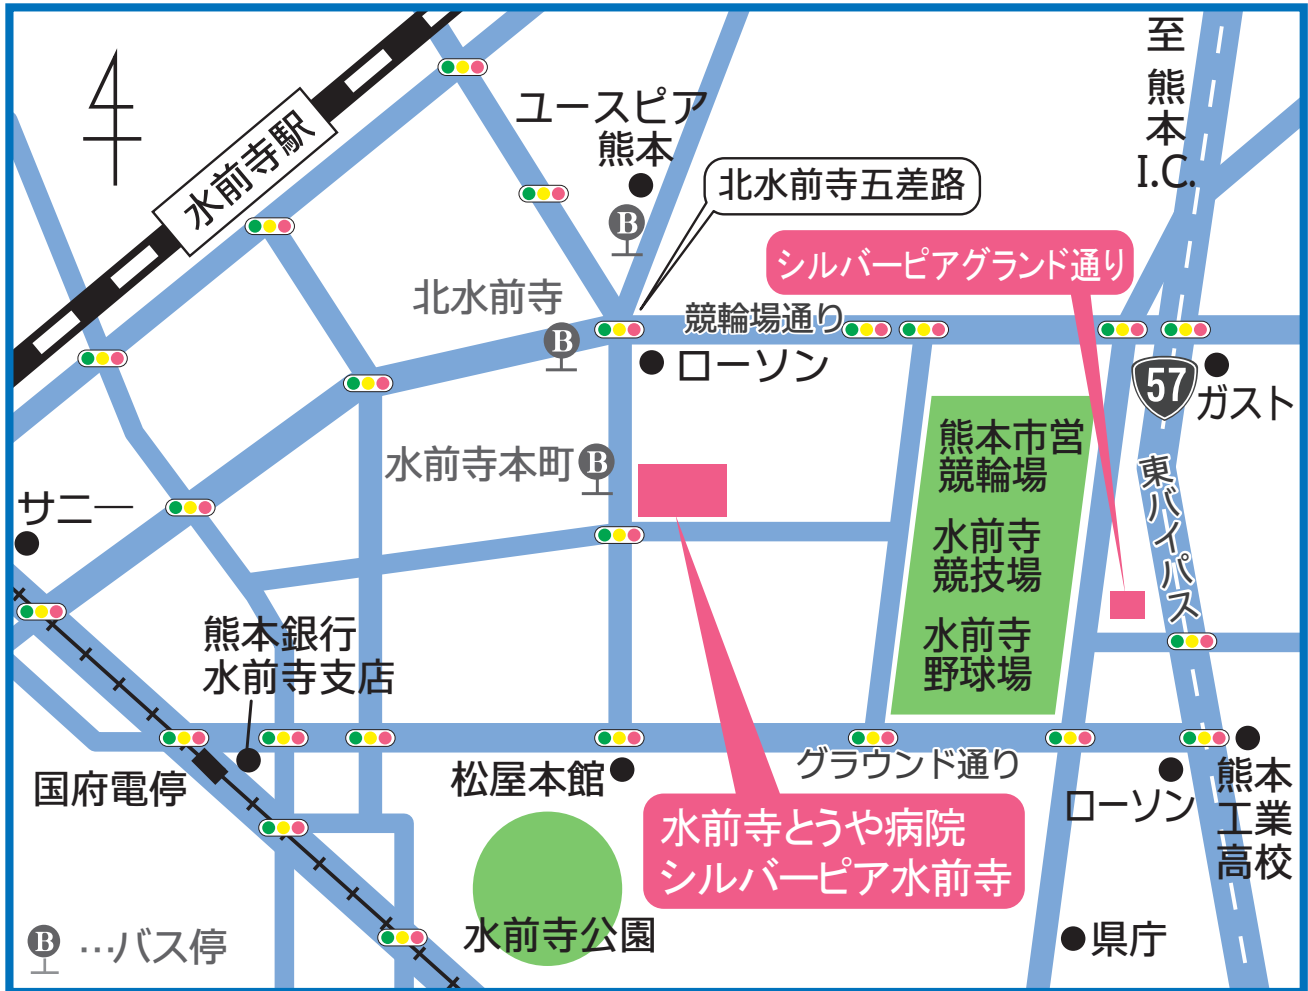 至熊本I.C.
ユースピア
熊本
水前寺駅
B
北水前寺五差路
シルバーピアグランド通り
北水前寺
B
競輪場通り
ローソン
57
ガスト
水前寺本町
B
熊本市営
競輪場
東バイパス
サニー
水前寺
競技場
熊本銀行
水前寺支店
水前寺
野球場
国府電停
松屋本館
グラウンド通り
ローソン
熊本
工業
高校
水前寺とうや病院
シルバーピア水前寺
水前寺公園
県庁
B …バス停